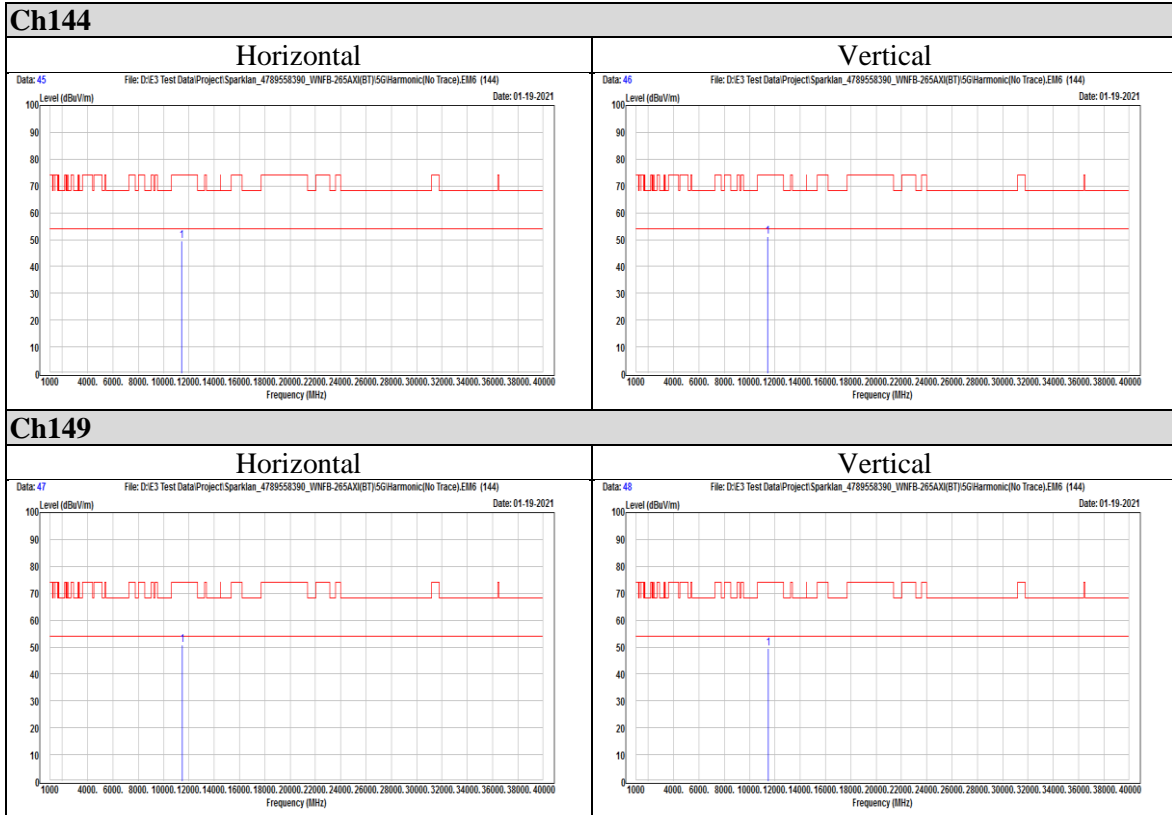 Ch144
Horizontal Vertical
Data: 45 File: D:\E3 Test Data\Project\Sparklan_4789558390_WNFB-265AXI(BT)\5G\Harmonic(No Trace).EM6 (144)
Level (dBuV/m) Date: 01-19-2021
100
90
80
70
60
50
40
30
20
10
0
1
1000 4000. 6000. 8000. 10000. 12000. 14000. 16000. 18000. 20000. 22000. 24000. 26000. 28000. 30000. 32000. 34000. 36000. 38000. 40000
Frequency (MHz)
Data: 46 File: D:\E3 Test Data\Project\Sparklan_4789558390_WNFB-265AXI(BT)\5G\Harmonic(No Trace).EM6 (144)
Level (dBuV/m) Date: 01-19-2021
100
90
80
70
60
50
40
30
20
10
0
1
1000 4000. 6000. 8000. 10000. 12000. 14000. 16000. 18000. 20000. 22000. 24000. 26000. 28000. 30000. 32000. 34000. 36000. 38000. 40000
Frequency (MHz)
Ch149
Horizontal Vertical
Data: 47 File: D:\E3 Test Data\Project\Sparklan_4789558390_WNFB-265AXI(BT)\5G\Harmonic(No Trace).EM6 (144)
Level (dBuV/m) Date: 01-19-2021
100
90
80
70
60
50
40
30
20
10
0
1
1000 4000. 6000. 8000. 10000. 12000. 14000. 16000. 18000. 20000. 22000. 24000. 26000. 28000. 30000. 32000. 34000. 36000. 38000. 40000
Frequency (MHz)
Data: 48 File: D:\E3 Test Data\Project\Sparklan_4789558390_WNFB-265AXI(BT)\5G\Harmonic(No Trace).EM6 (144)
Level (dBuV/m) Date: 01-19-2021
100
90
80
70
60
50
40
30
20
10
0
1
1000 4000. 6000. 8000. 10000. 12000. 14000. 16000. 18000. 20000. 22000. 24000. 26000. 28000. 30000. 32000. 34000. 36000. 38000. 40000
Frequency (MHz)